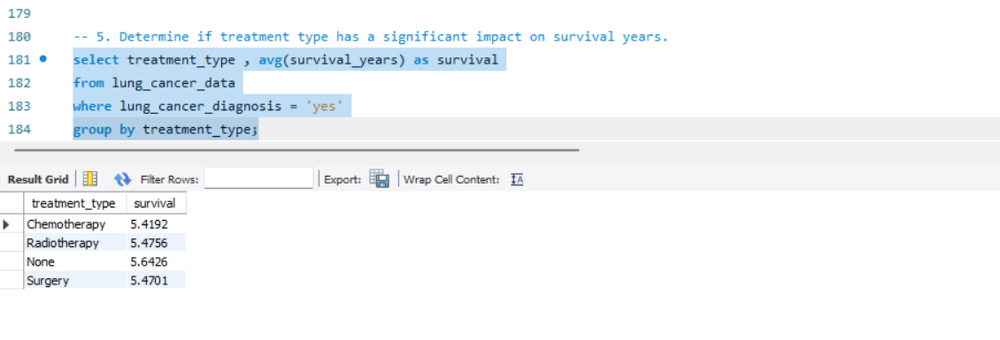 179
180 -- 5. Determine if treatment type has a significant impact on survival years.
181 select treatment_type , avg(survival_years) as survival
182 from lung_cancer_data
183 where lung_cancer_diagnosis = 'yes'
184 group by treatment_type;
Result Grid Filter Rows: Export: Wrap Cell Content: IA
treatment_type survival
Chemotherapy 5.4192
Radiotherapy 5.4756
None 5.6426
Surgery 5.4701